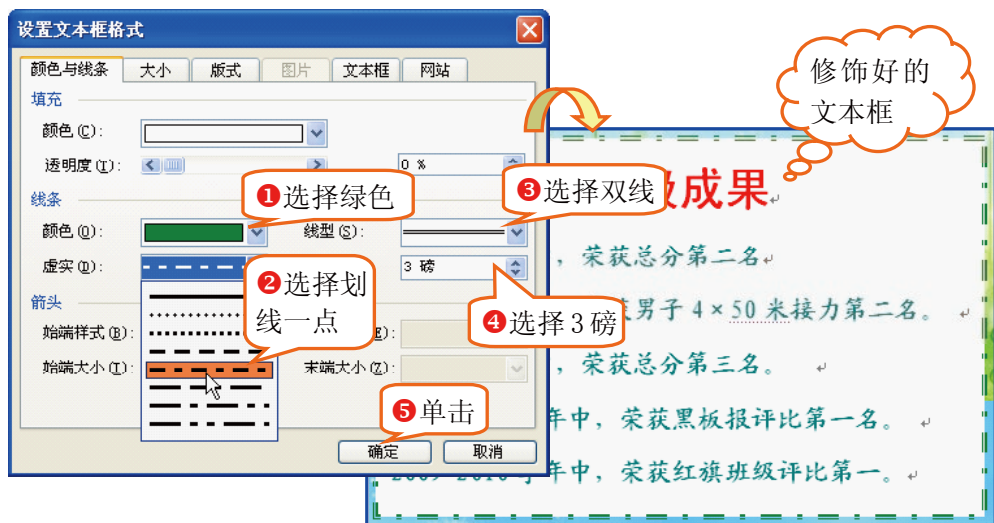 设置文本框格式
颜色与线条 大小 版式 图片 文本框 网站
填充
颜色(C):
透明度(T): 0 %
线条
❶选择绿色
颜色(O): 线型(S):
❸选择双线
虚实(D): 3 磅
❷选择划线一点
❹选择3磅
箭头
始端样式(B):
始端大小(I): 末端大小(Z):
❺单击
确定 取消
修饰好的
文本框
成果
，荣获总分第二名
男子 4×50 米接力第二名。
，荣获总分第三名。
年中，荣获黑板报评比第一名。
年中，荣获红旗班级评比第一。